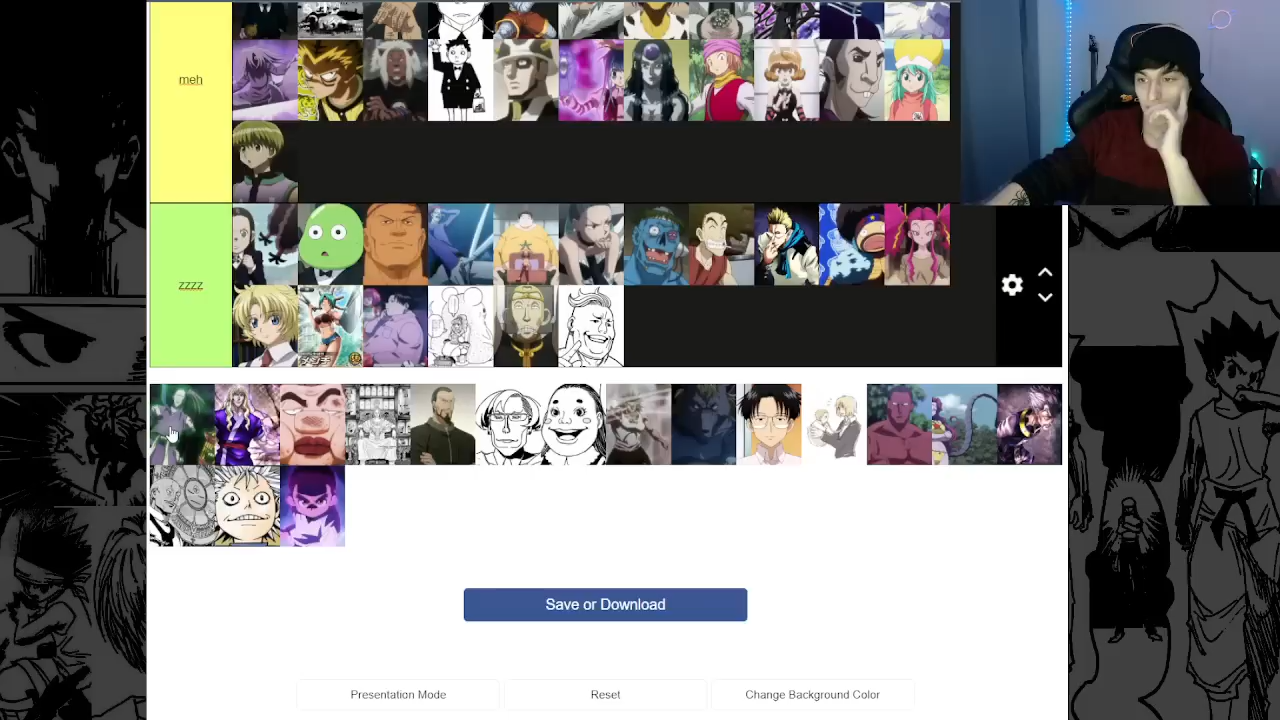 meh
zzzz
Save or Download
Presentation Mode
Reset
Change Background Color